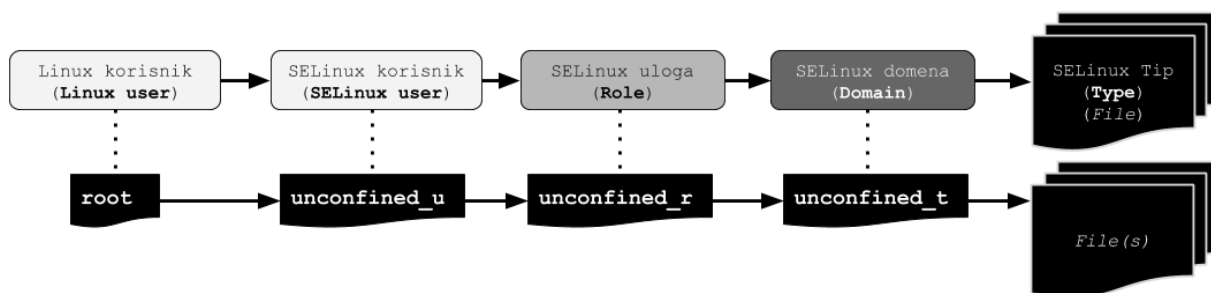 Linux korisnik
(Linux user)
SELinux korisnik
(SELinux user)
SELinux uloga
(Role)
SELinux domena
(Domain)
SELinux Tip
(Type)
(File)
root
unconfined_u
unconfined_r
unconfined_t
File(s)